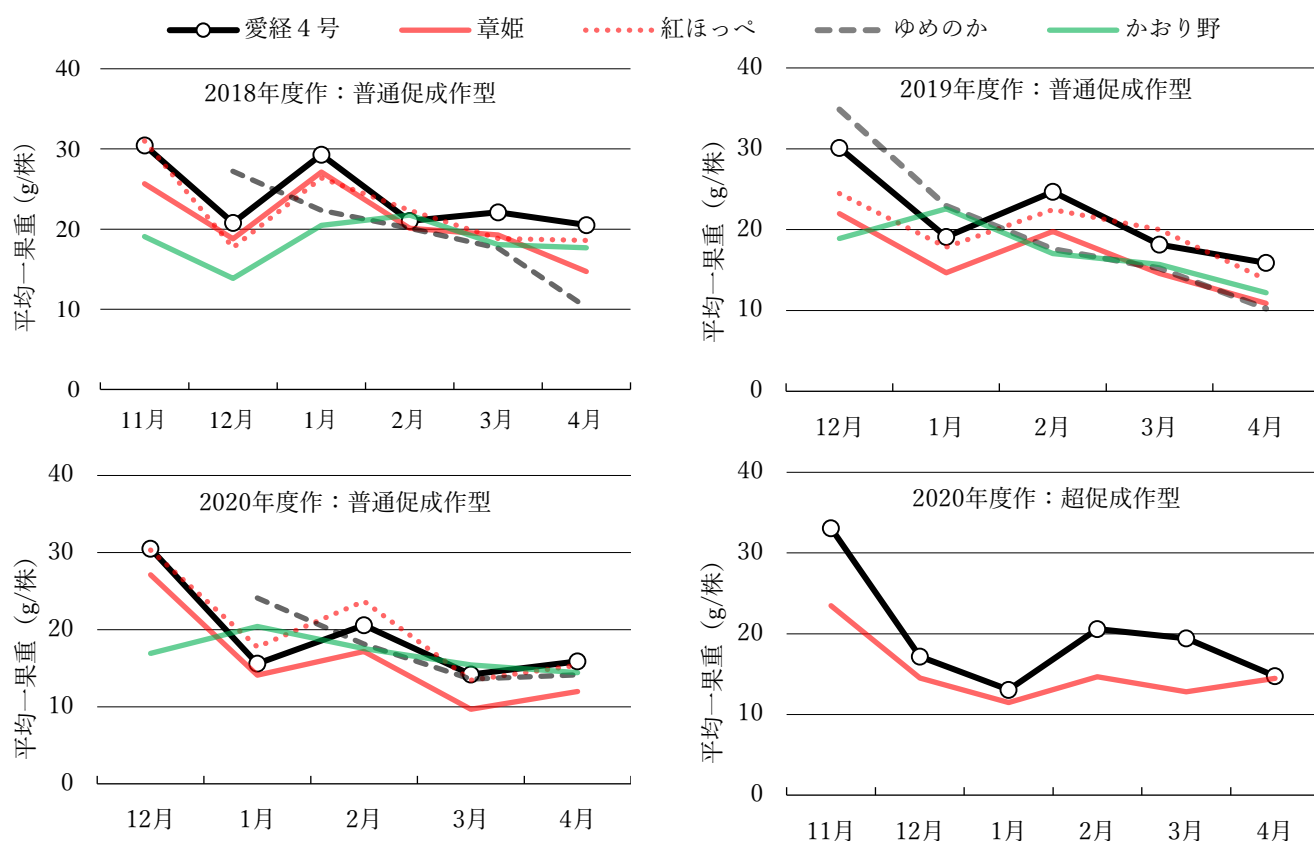 愛経４号 章姫 紅ほっぺ ゆめのか かおり野
2018年度作：普通促成作型
平均一果重（g/株）
40
30
20
10
0
11月 12月 1月 2月 3月 4月
2019年度作：普通促成作型
平均一果重（g/株）
40
30
20
10
0
12月 1月 2月 3月 4月
2020年度作：普通促成作型
平均一果重（g/株）
40
30
20
10
0
12月 1月 2月 3月 4月
2020年度作：超促成作型
平均一果重（g/株）
40
30
20
10
0
11月 12月 1月 2月 3月 4月